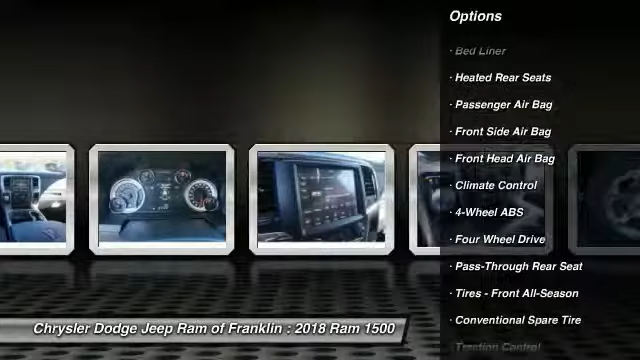 Options
· Bed Liner
· Heated Rear Seats
· Passenger Air Bag
· Front Side Air Bag
· Front Head Air Bag
· Climate Control
· 4-Wheel ABS
· Four Wheel Drive
· Pass-Through Rear Seat
· Tires - Front All-Season
· Conventional Spare Tire
· Traction Control
Chrysler Dodge Jeep Ram of Franklin : 2018 Ram 1500